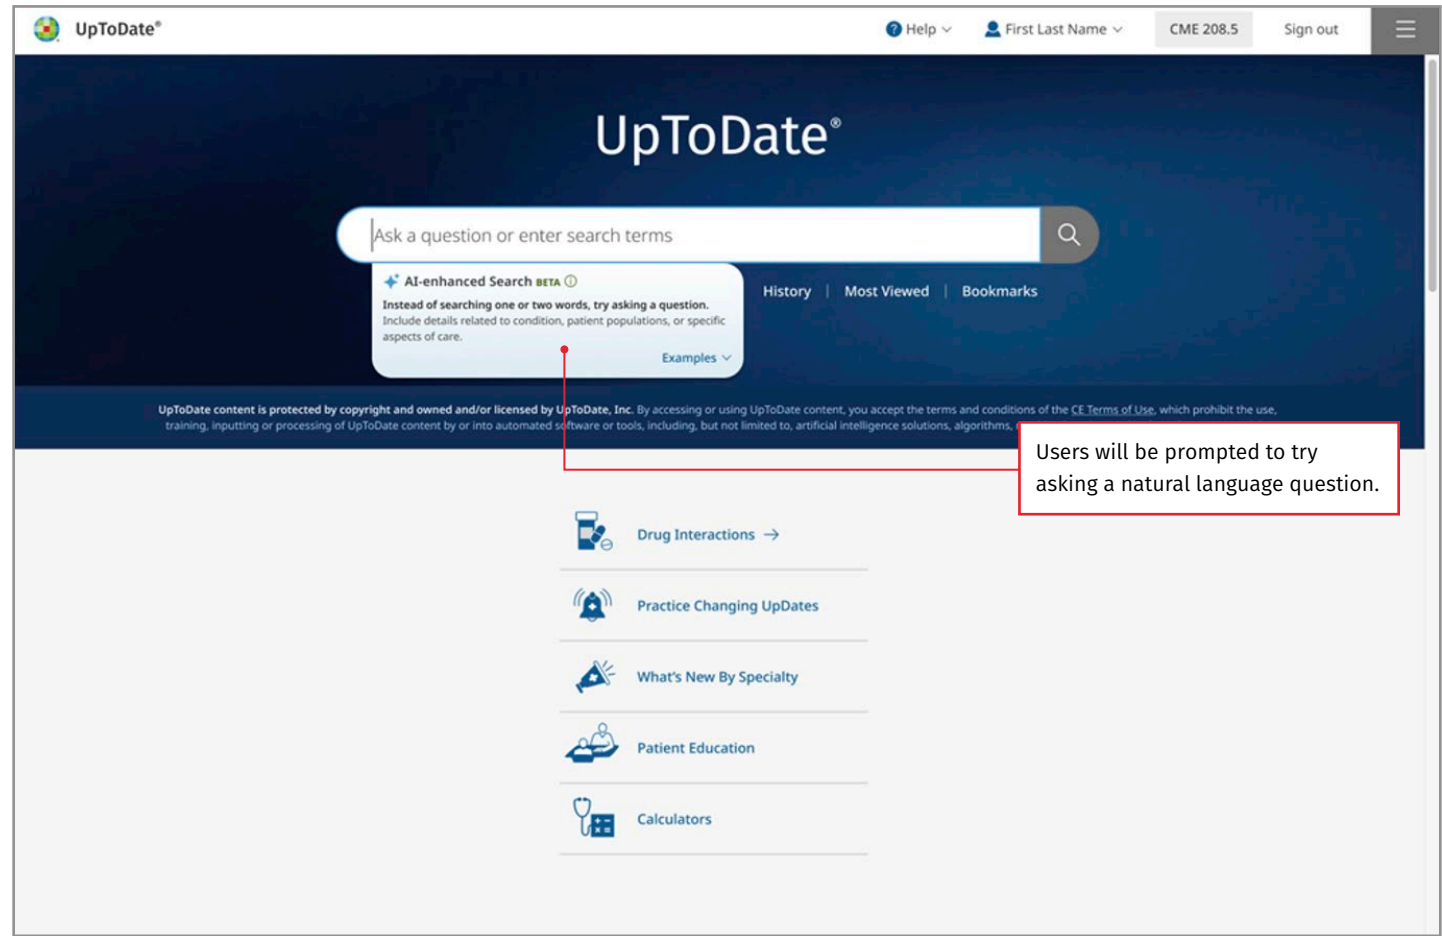 UpToDate®
Help
First Last Name
CME 208.5
Sign out
UpToDate®
Ask a question or enter search terms
AI-enhanced Search BETA
Instead of searching one or two words, try asking a question.
Include details related to condition, patient populations, or specific
aspects of care.
Examples
History | Most Viewed | Bookmarks
UpToDate content is protected by copyright and owned and/or licensed by UpToDate, Inc. By accessing or using UpToDate content, you accept the terms and conditions of the CE Terms of Use, which prohibit the use,
training, inputting or processing of UpToDate content by or into automated software or tools, including, but not limited to, artificial intelligence solutions, algorithms,
Users will be prompted to try
asking a natural language question.
Drug Interactions →
Practice Changing UpDates
What's New By Specialty
Patient Education
Calculators